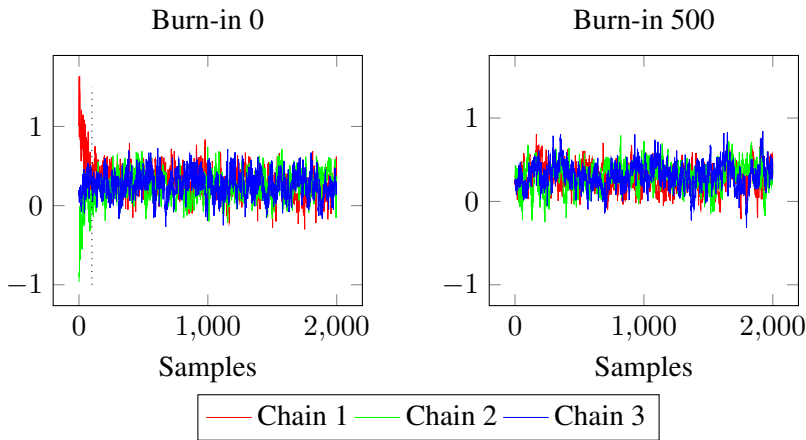 Burn-in 0
1
0
−1
0
1,000
2,000
Samples
Burn-in 500
1
0
−1
0
1,000
2,000
Samples
Chain 1
Chain 2
Chain 3